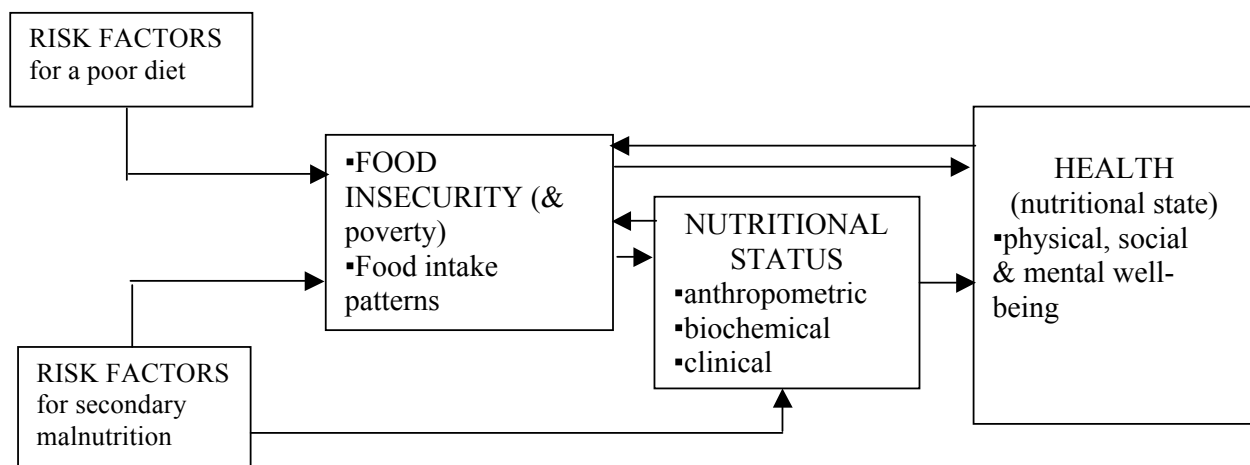 RISK FACTORS
for a poor diet
▪FOOD
INSECURITY (&
poverty)
▪Food intake
patterns
NUTRITIONAL
STATUS
▪anthropometric
▪biochemical
▪clinical
HEALTH
(nutritional state)
▪physical, social
& mental well-
being
RISK FACTORS
for secondary
malnutrition